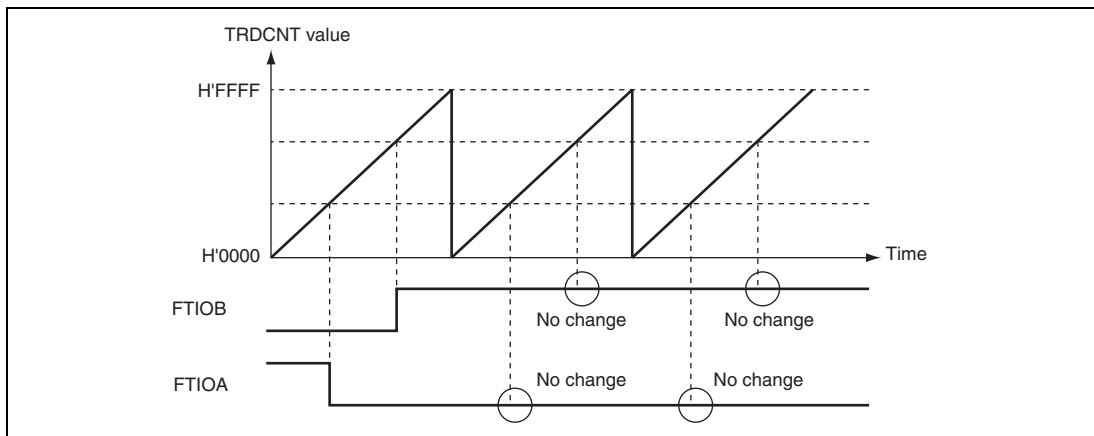 TRDCNT value
H'FFFF
H'0000
Time
FTIOB
No change
No change
FTIOA
No change
No change